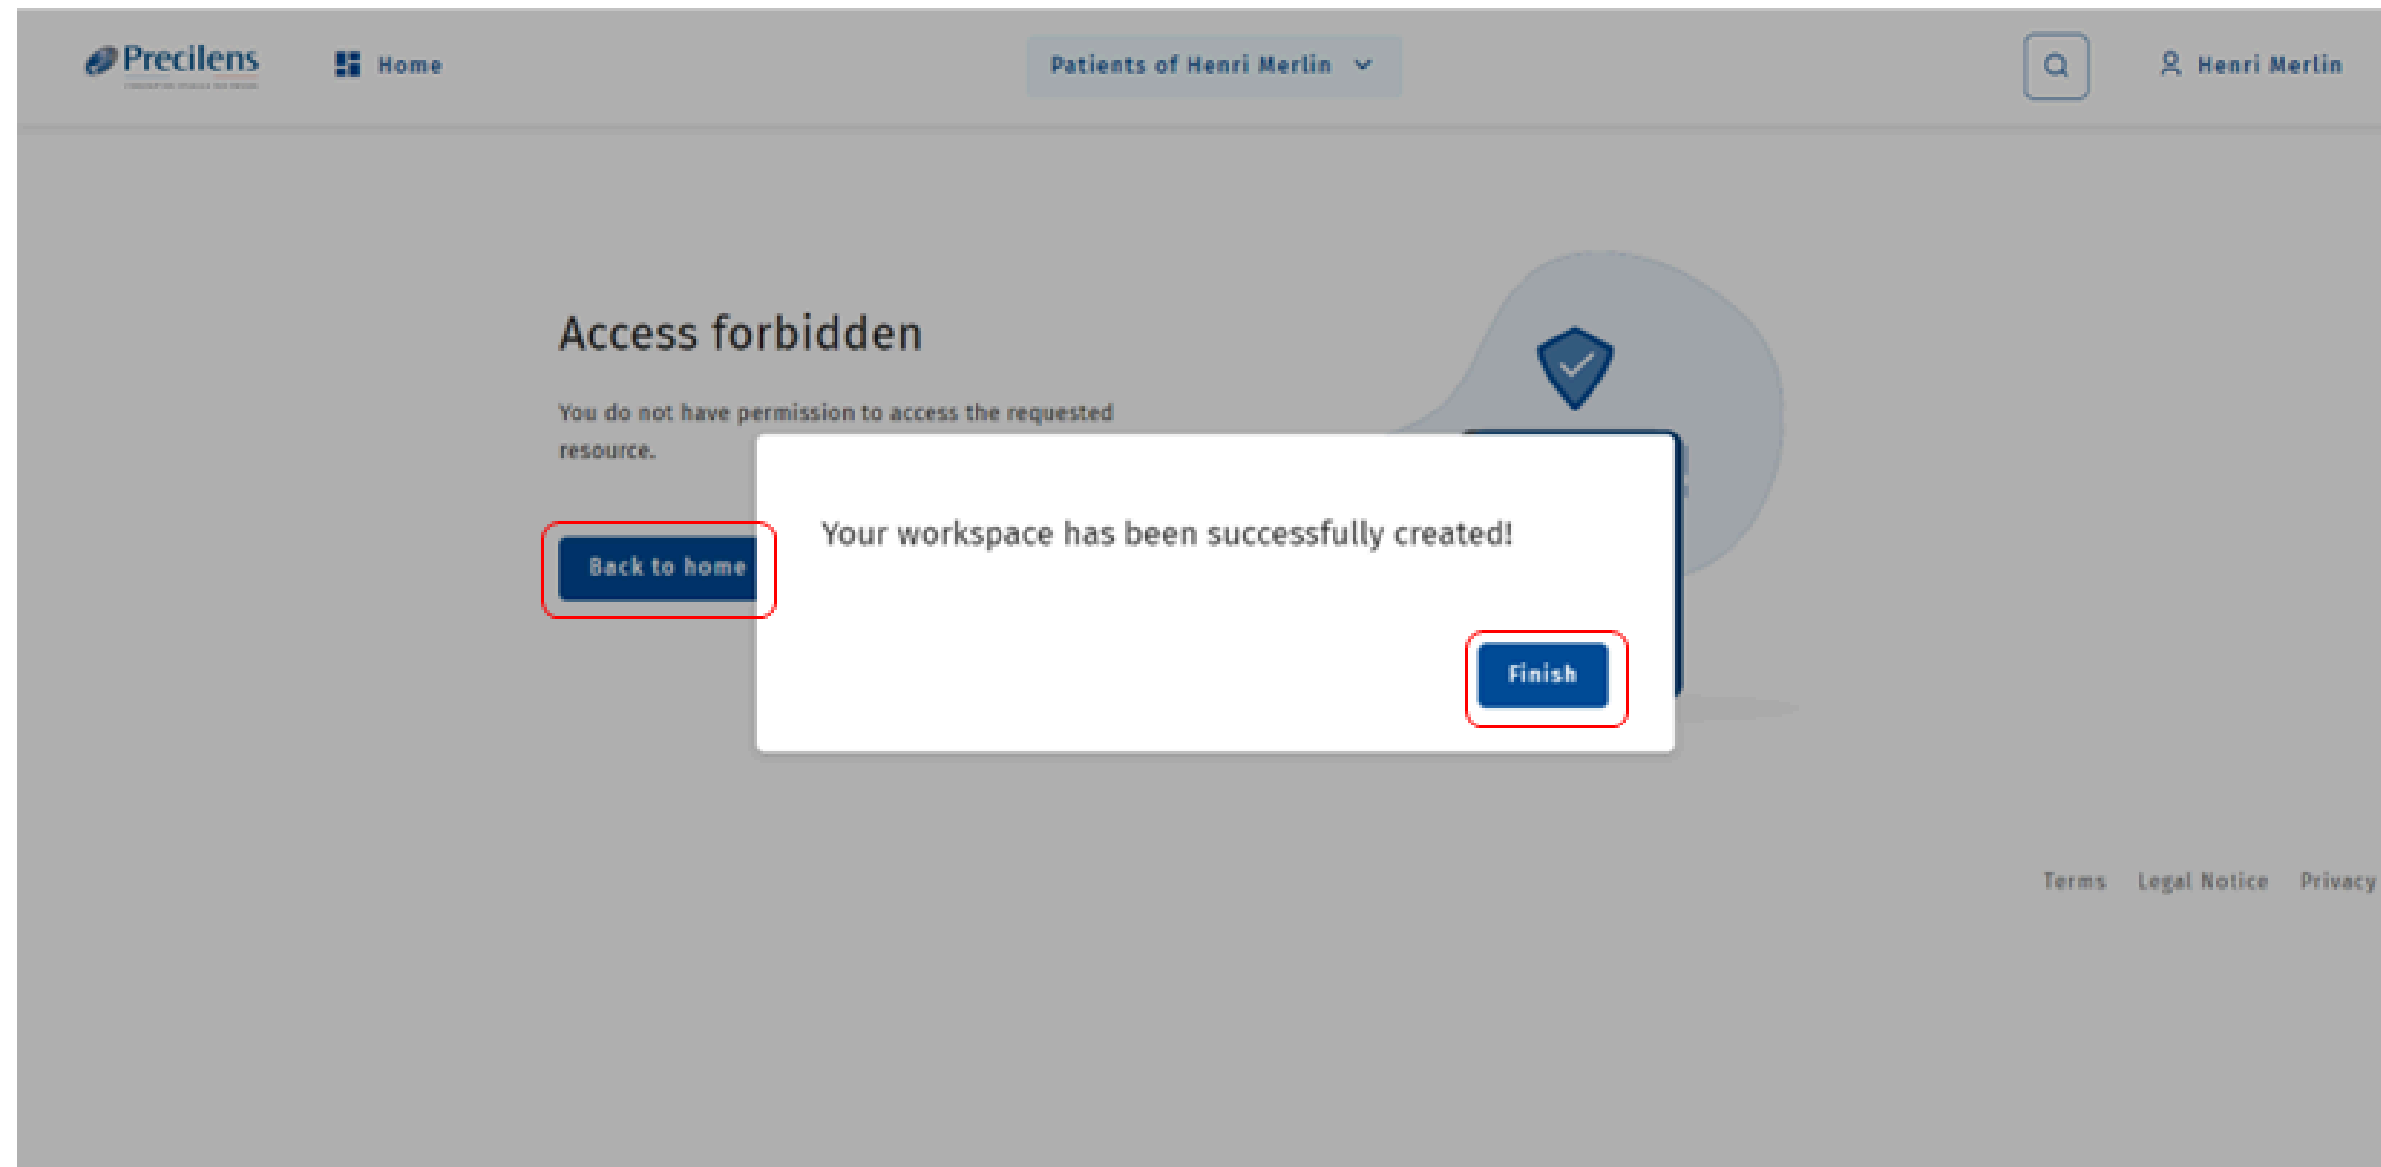 Precilens
Home
Patients of Henri Merlin
Henri Merlin
Access forbidden
You do not have permission to access the requested
resource.
Back to home
Your workspace has been successfully created!
Finish
Terms Legal Notice Privacy